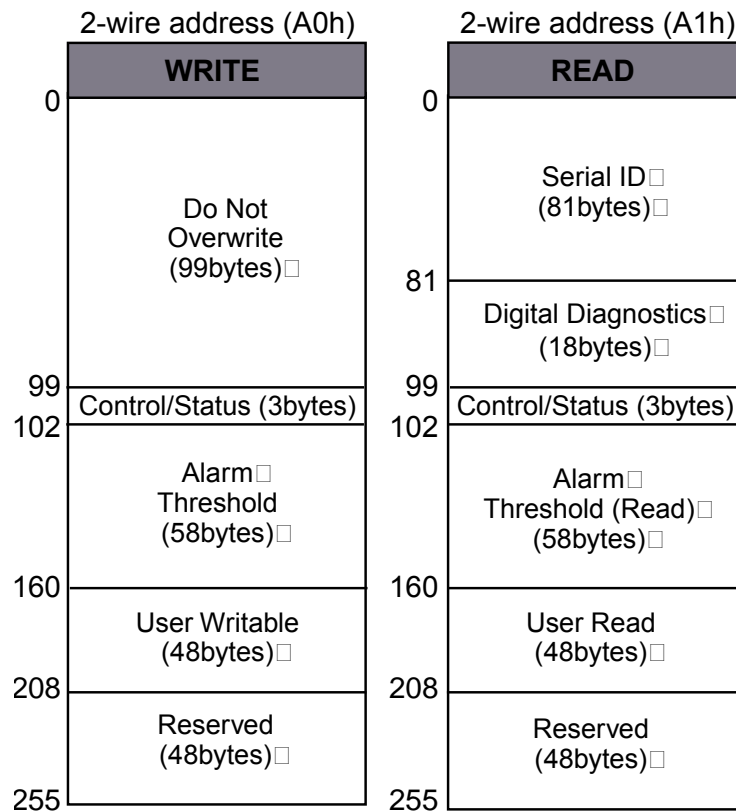 2-wire address (A0h)
WRITE
0
Do Not
Overwrite
(99bytes)
99
Control/Status (3bytes)
102
Alarm
Threshold
(58bytes)
160
User Writable
(48bytes)
208
Reserved
(48bytes)
255
2-wire address (A1h)
READ
0
Serial ID
(81bytes)
81
Digital Diagnostics
(18bytes)
99
Control/Status (3bytes)
102
Alarm
Threshold (Read)
(58bytes)
160
User Read
(48bytes)
208
Reserved
(48bytes)
255